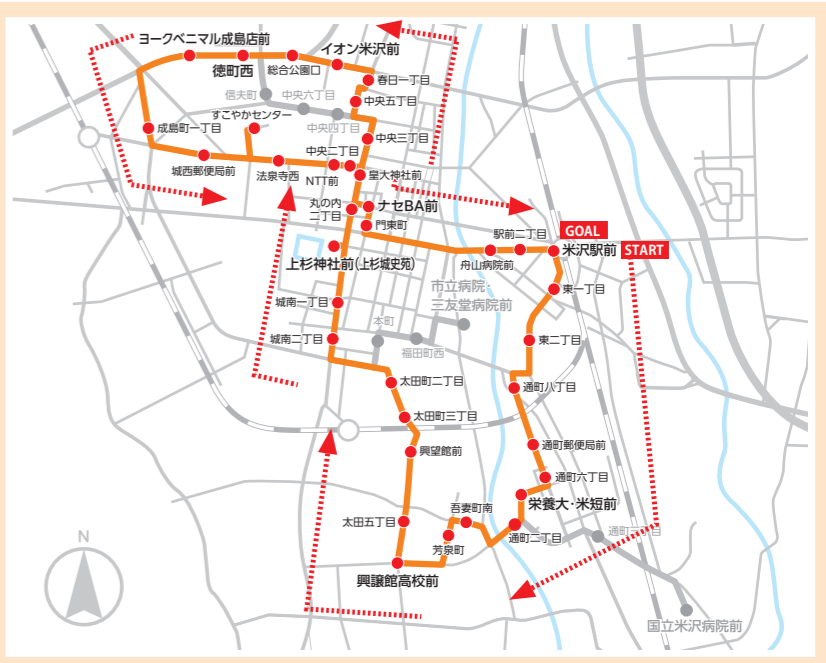 ヨークベニマル成島店前
徳町西
総合公園口
イオン米沢前
春日一丁目
信夫町
中央六丁目
中央五丁目
すこやかセンター
中央四丁目
成島町一丁目
中央三丁目
中央二丁目
城西郵便局前
法泉寺西
NTT前
皇大神社前
丸の内
二丁目
ナセBA前
門東町
駅前二丁目
GOAL
米沢駅前
START
舟山病院前
上杉神社前(上杉城史苑)
東一丁目
市立病院・
三友堂病院前
城南一丁目
本町
城南二丁目
福田町西
東二丁目
太田町二丁目
通町八丁目
太田町三丁目
興望館前
通町郵便局前
通町六丁目
栄養大・米短前
吾妻町南
太田五丁目
通町二丁目
芳泉町
興譲館高校前
国立米沢病院前
N